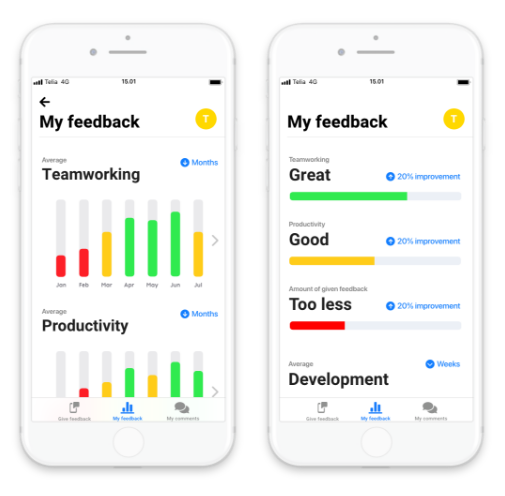 Telia 4G 15.01
My feedback
T
Average
Teamworking
Months
Jan Feb Mar Apr May Jun Jul
Average
Productivity
Months
Give feedback My feedback My comments
Telia 4G 15.01
My feedback
T
Teamworking
Great
20% improvement
Productivity
Good
20% improvement
Amount of given feedback
Too less
20% improvement
Average
Development
Weeks
Give feedback My feedback My comments